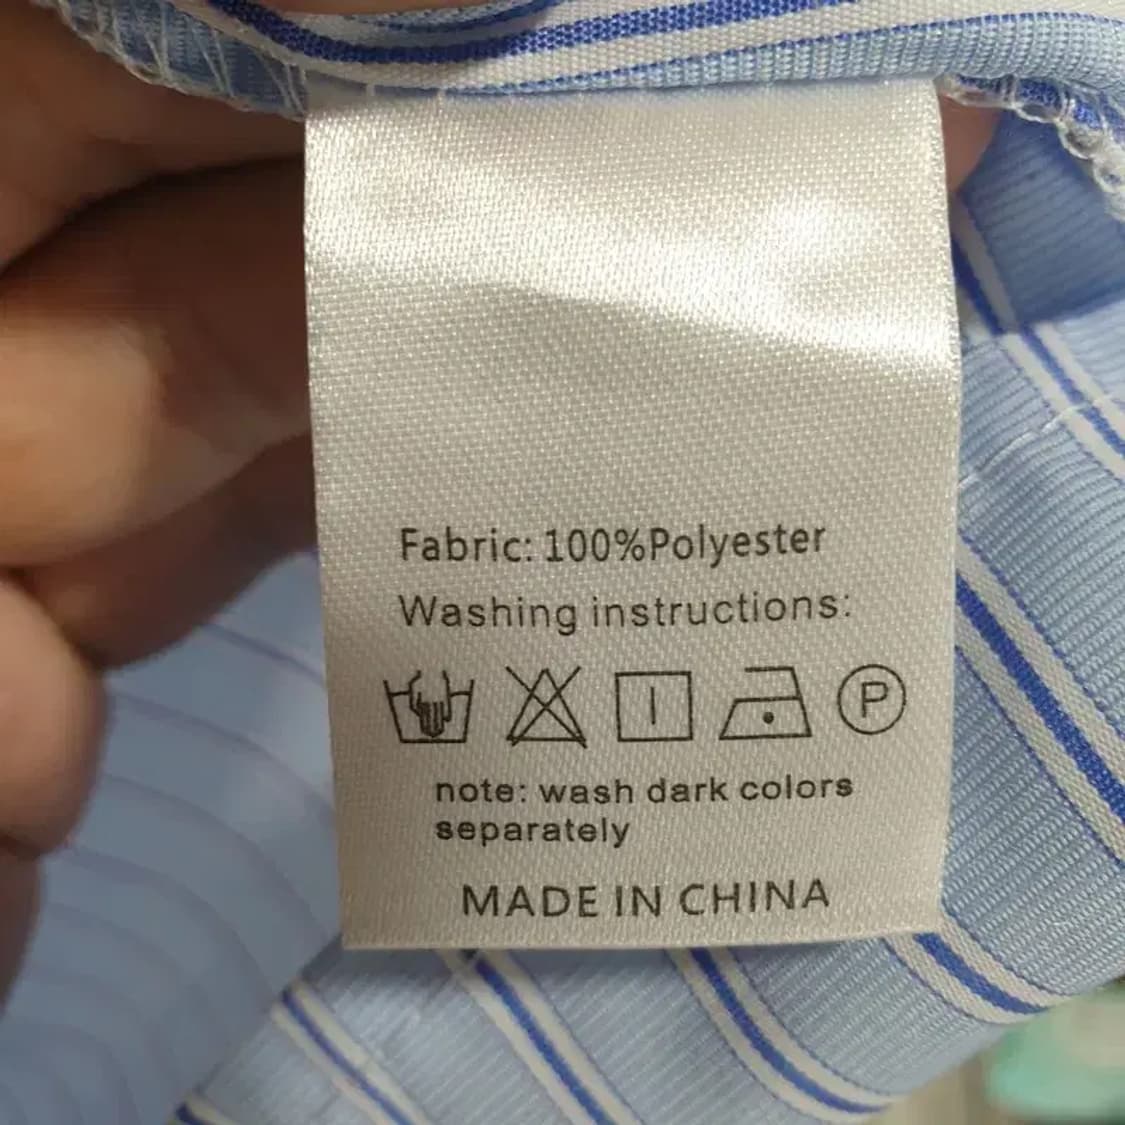 Fabric: 100%Polyester
Washing instructions:
P
note: wash dark colors
separately
MADE IN CHINA